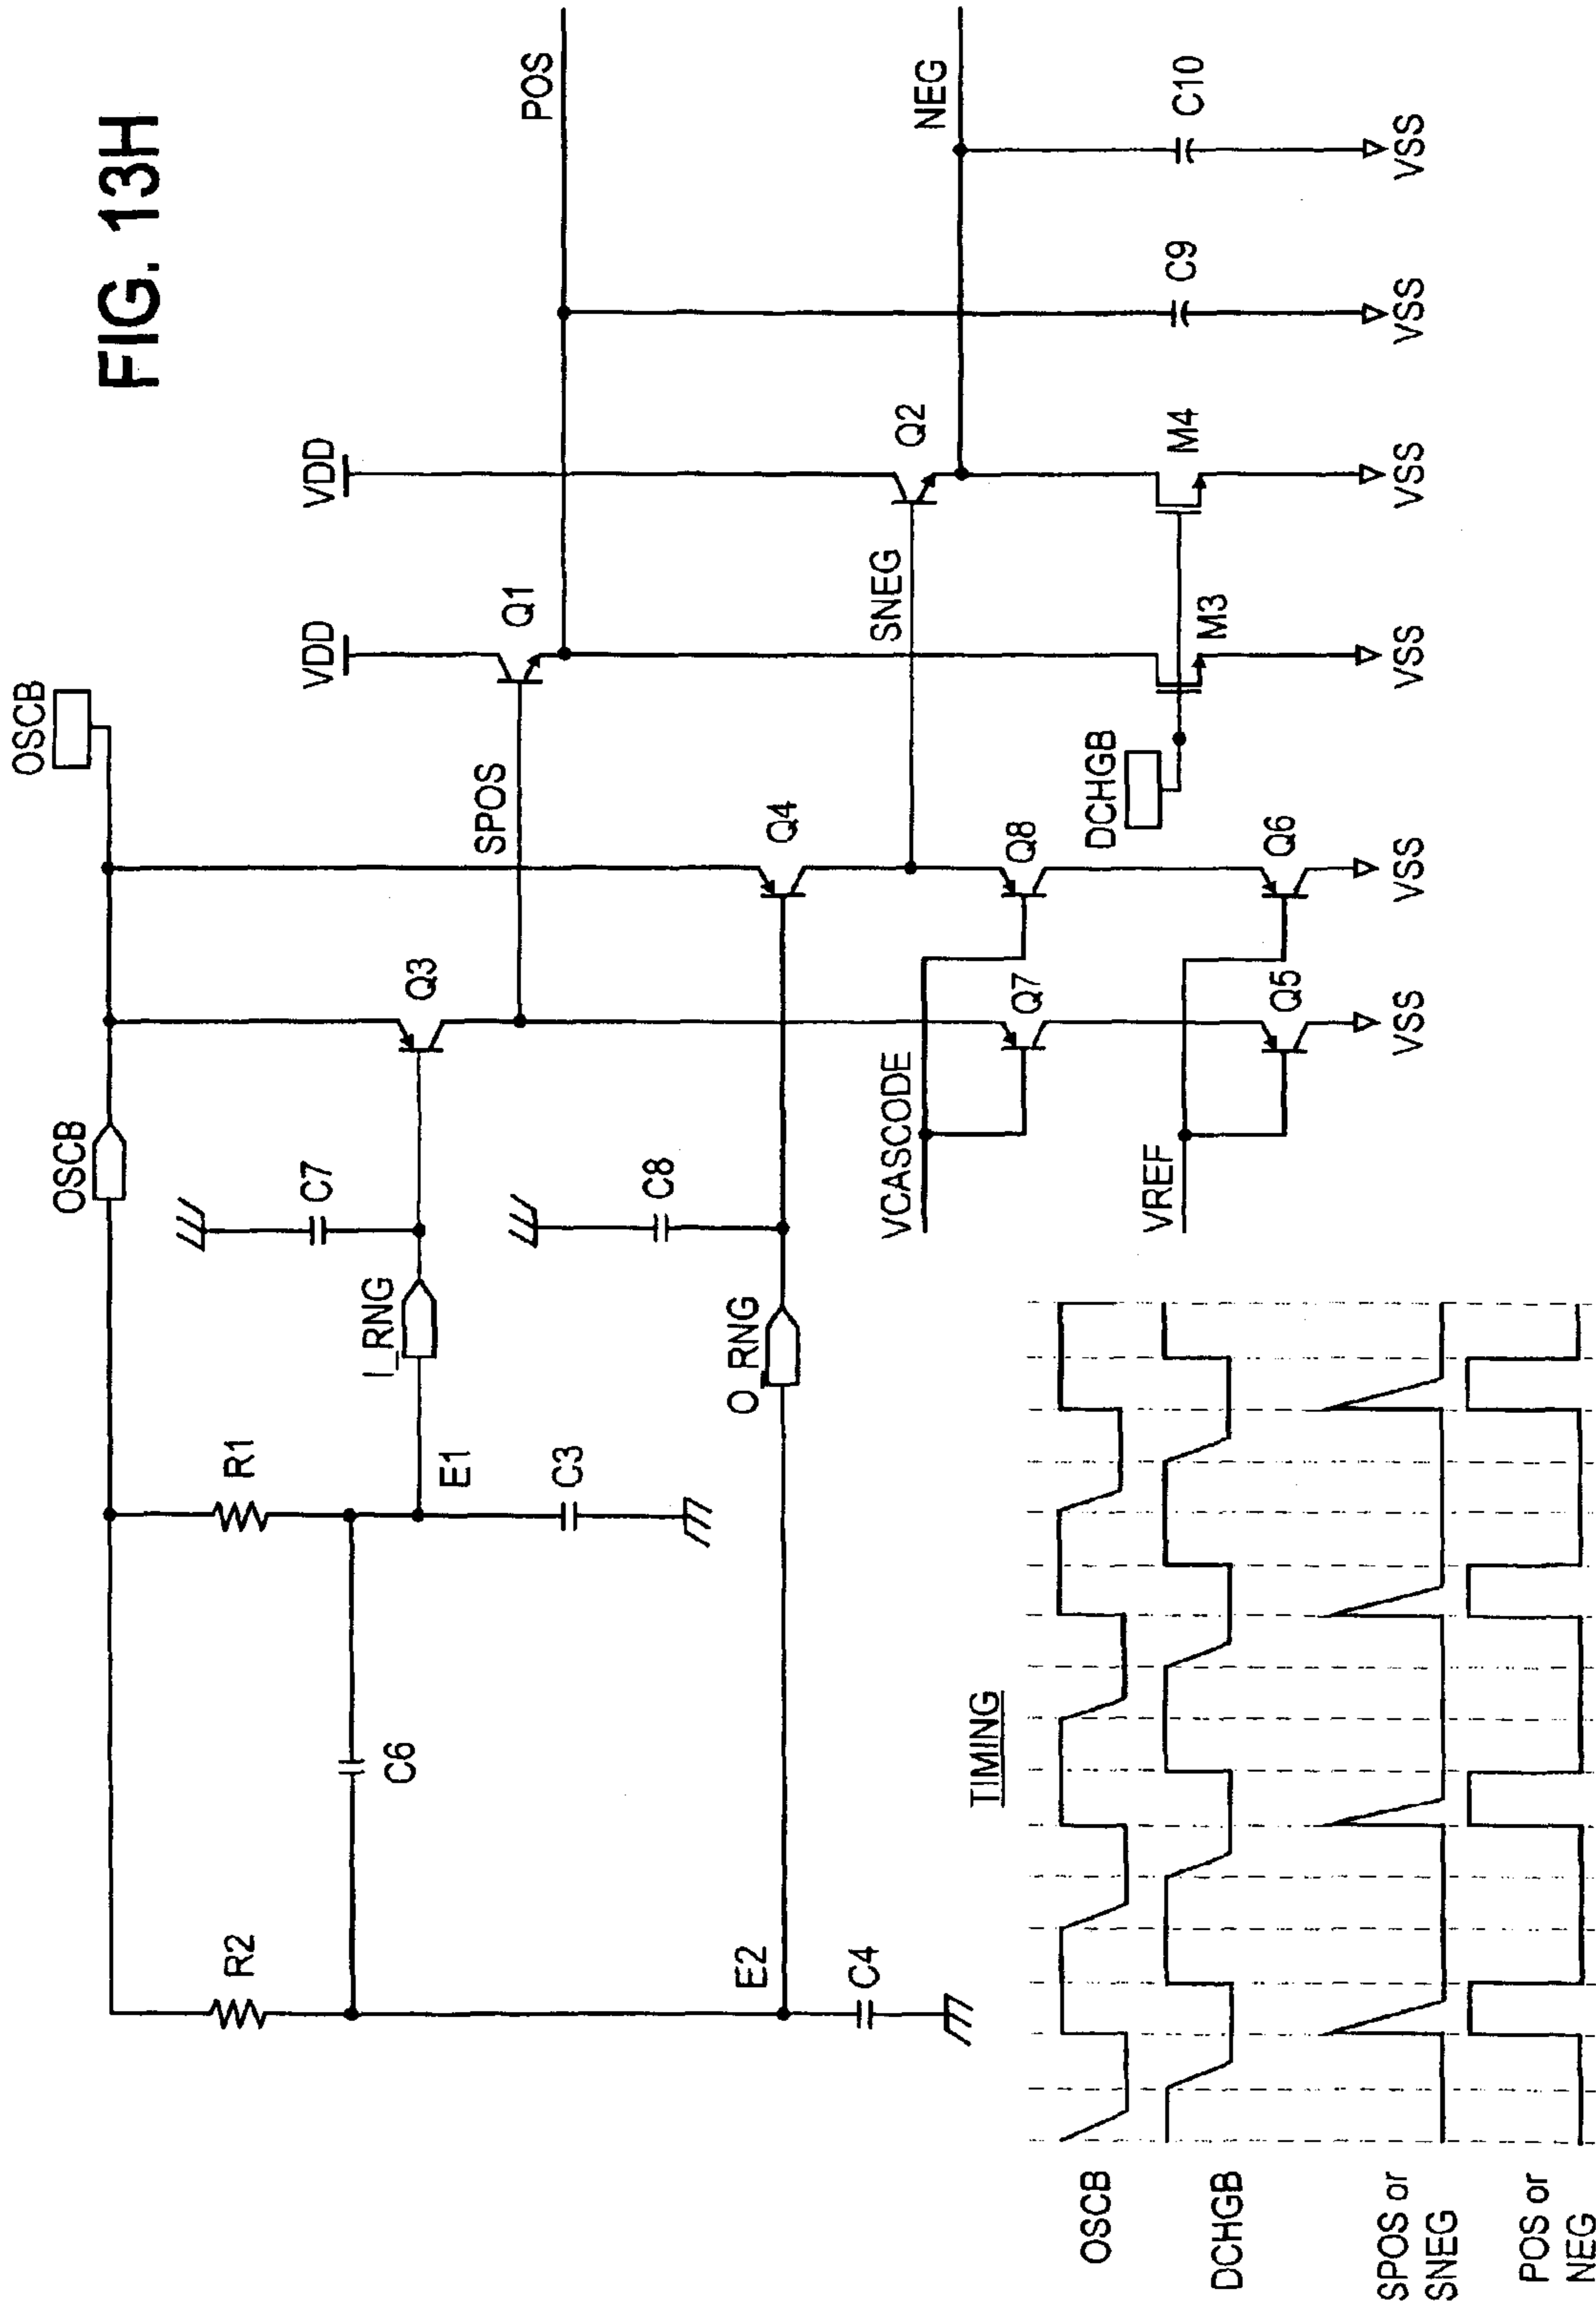 FIG. 13H
OSCB
OSCB
VDD
VDD
POS
NEG
R2
R1
C6
E1
C3
E2
C4
I_RNG
O_RNG
C7
C8
Q3
Q4
SPOS
SNEG
Q1
Q2
VCASCODE
VREF
Q7
Q8
Q5
Q6
VSS
VSS
DCHGB
M3
M4
VSS
VSS
C9
C10
VSS
VSS
TIMING
OSCB
DCHGB
SPOS or
SNEG
POS or
NEG